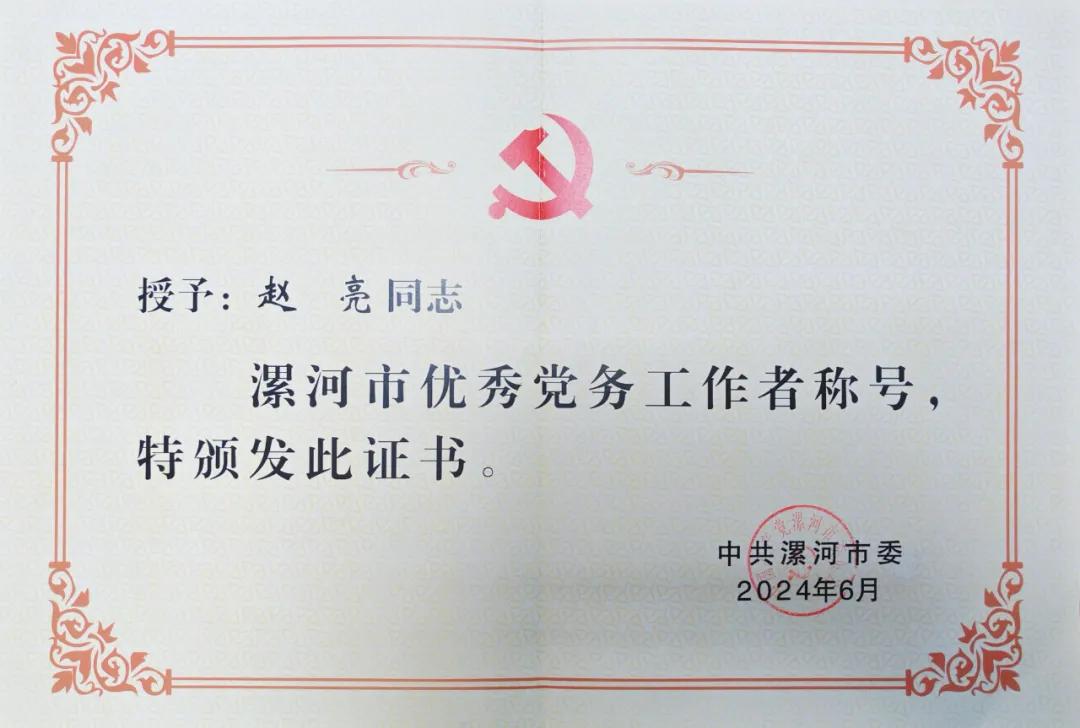 授予：赵 亮同志
漯河市优秀党务工作者称号，
特颁发此证书。
中共漯河市委
2024年6月